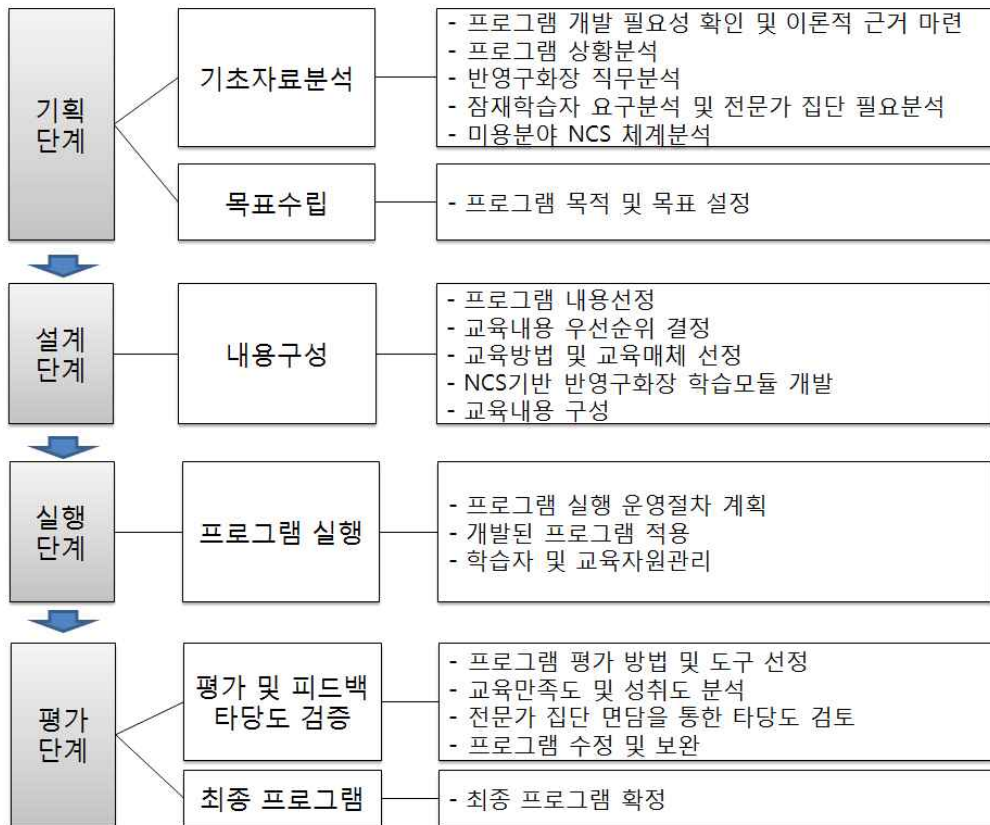 기획
단계
기초자료분석
- 프로그램 개발 필요성 확인 및 이론적 근거 마련
- 프로그램 상황분석
- 반영구화장 직무분석
- 잠재학습자 요구분석 및 전문가 집단 필요분석
- 미용분야 NCS 체계분석
목표수립
- 프로그램 목적 및 목표 설정
설계
단계
내용구성
- 프로그램 내용선정
- 교육내용 우선순위 결정
- 교육방법 및 교육매체 선정
- NCS기반 반영구화장 학습모듈 개발
- 교육내용 구성
실행
단계
프로그램 실행
- 프로그램 실행 운영절차 계획
- 개발된 프로그램 적용
- 학습자 및 교육자원관리
평가
단계
평가 및 피드백
타당도 검증
- 프로그램 평가 방법 및 도구 선정
- 교육만족도 및 성취도 분석
- 전문가 집단 면담을 통한 타당도 검토
- 프로그램 수정 및 보완
최종 프로그램
- 최종 프로그램 확정